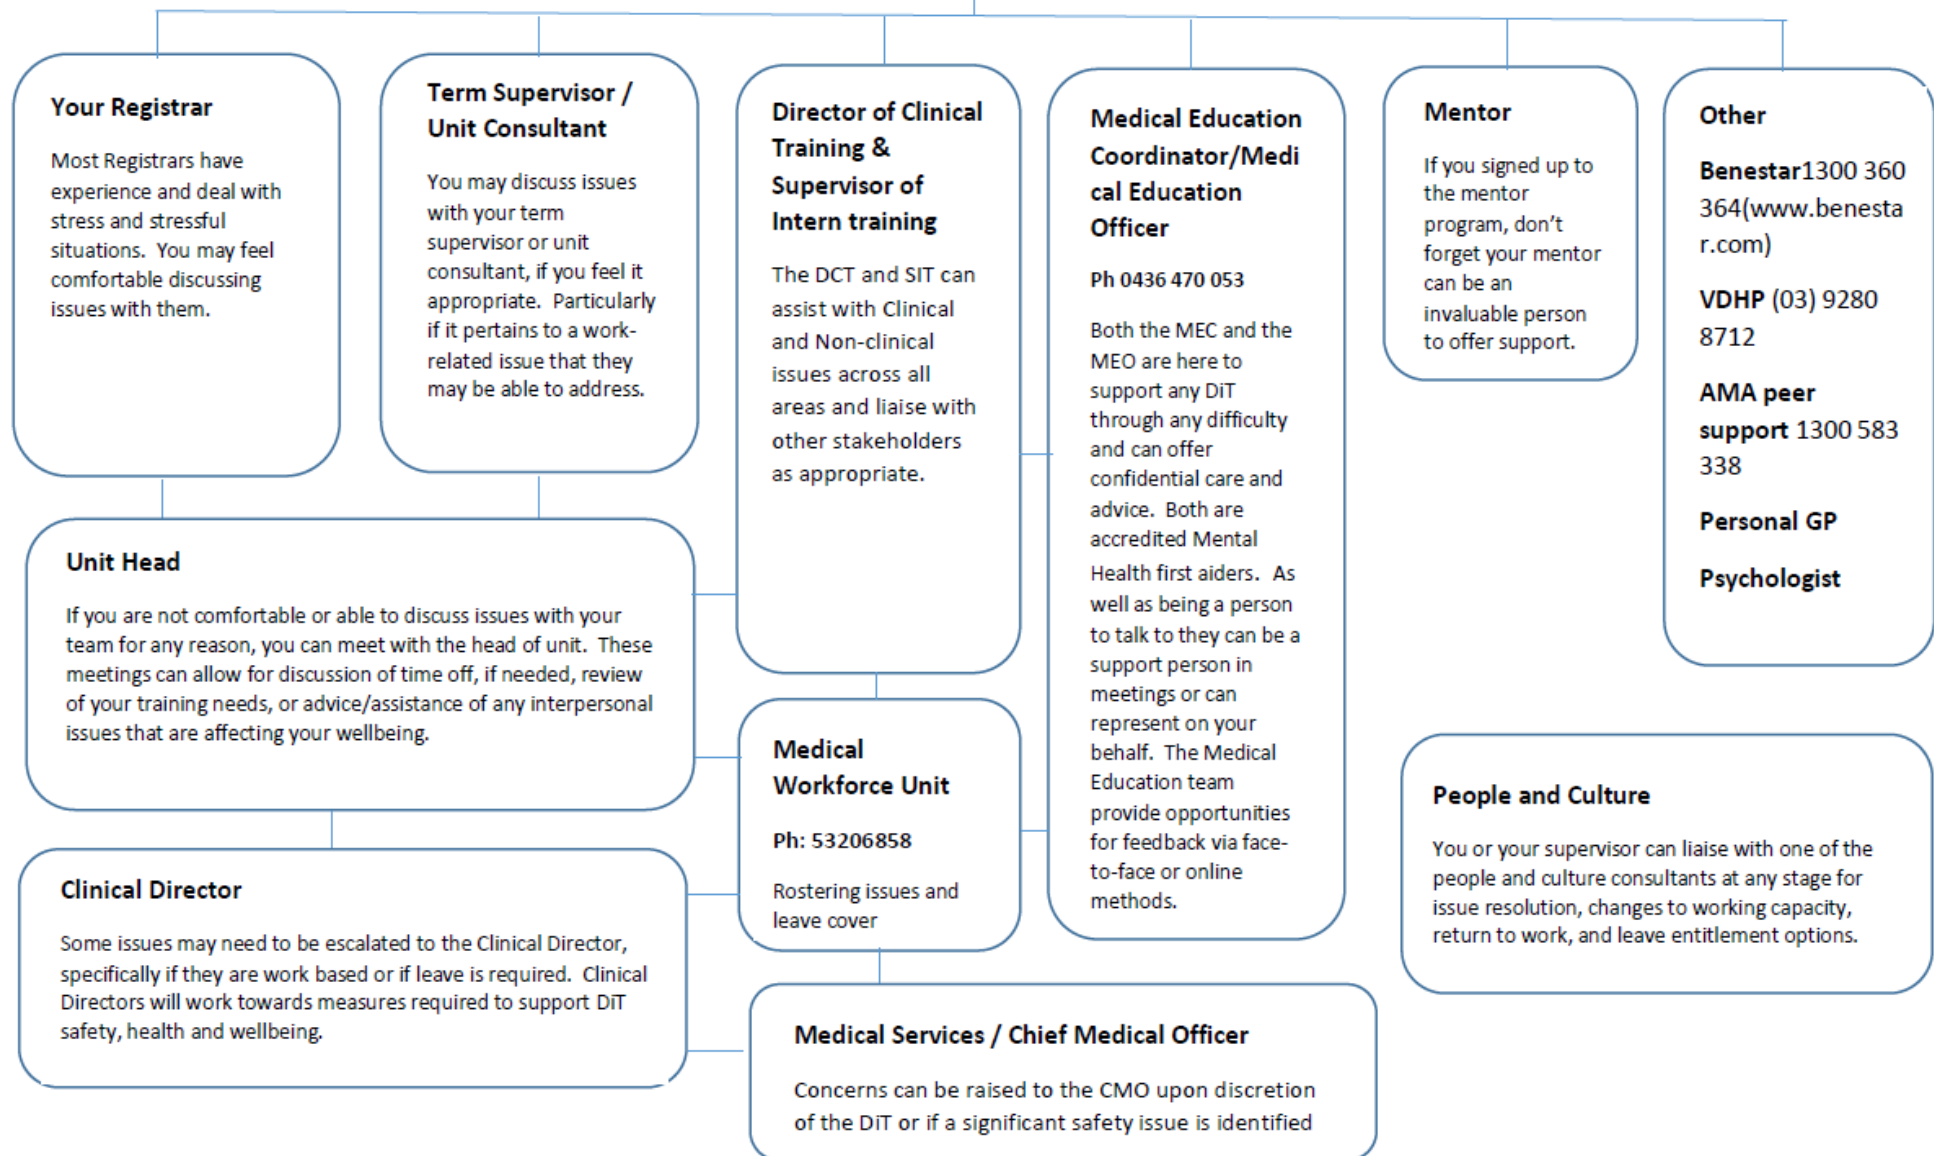 Your Registrar
Most Registrars have
experience and deal with
stress and stressful
situations.  You may feel
comfortable discussing
issues with them.
Term Supervisor /
Unit Consultant
You may discuss issues
with your term
supervisor or unit
consultant, if you feel it
appropriate.  Particularly
if it pertains to a work-
related issue that they
may be able to address.
Director of Clinical
Training &
Supervisor of
Intern training
The DCT and SIT can
assist with Clinical
and Non-clinical
issues across all
areas and liaise with
other stakeholders
as appropriate.
Medical Education
Coordinator/Medi
cal Education
Officer
Ph 0436 470 053
Both the MEC and the
MEO are here to
support any DiT
through any difficulty
and can offer
confidential care and
advice.  Both are
accredited Mental
Health first aiders.  As
well as being a person
to talk to they can be a
support person in
meetings or can
represent on your
behalf.  The Medical
Education team
provide opportunities
for feedback via face-
to-face or online
methods.
Mentor
If you signed up to
the mentor
program, don't
forget your mentor
can be an
invaluable person
to offer support.
Other
Benestar1300 360
364(www.benesta
r.com)
VDHP (03) 9280
8712
AMA peer
support 1300 583
338
Personal GP
Psychologist
Unit Head
If you are not comfortable or able to discuss issues with your
team for any reason, you can meet with the head of unit.  These
meetings can allow for discussion of time off, if needed, review
of your training needs, or advice/assistance of any interpersonal
issues that are affecting your wellbeing.
Medical
Workforce Unit
Ph: 53206858
Rostering issues and
leave cover
People and Culture
You or your supervisor can liaise with one of the
people and culture consultants at any stage for
issue resolution, changes to working capacity,
return to work, and leave entitlement options.
Clinical Director
Some issues may need to be escalated to the Clinical Director,
specifically if they are work based or if leave is required.  Clinical
Directors will work towards measures required to support DiT
safety, health and wellbeing.
Medical Services / Chief Medical Officer
Concerns can be raised to the CMO upon discretion
of the DiT or if a significant safety issue is identified